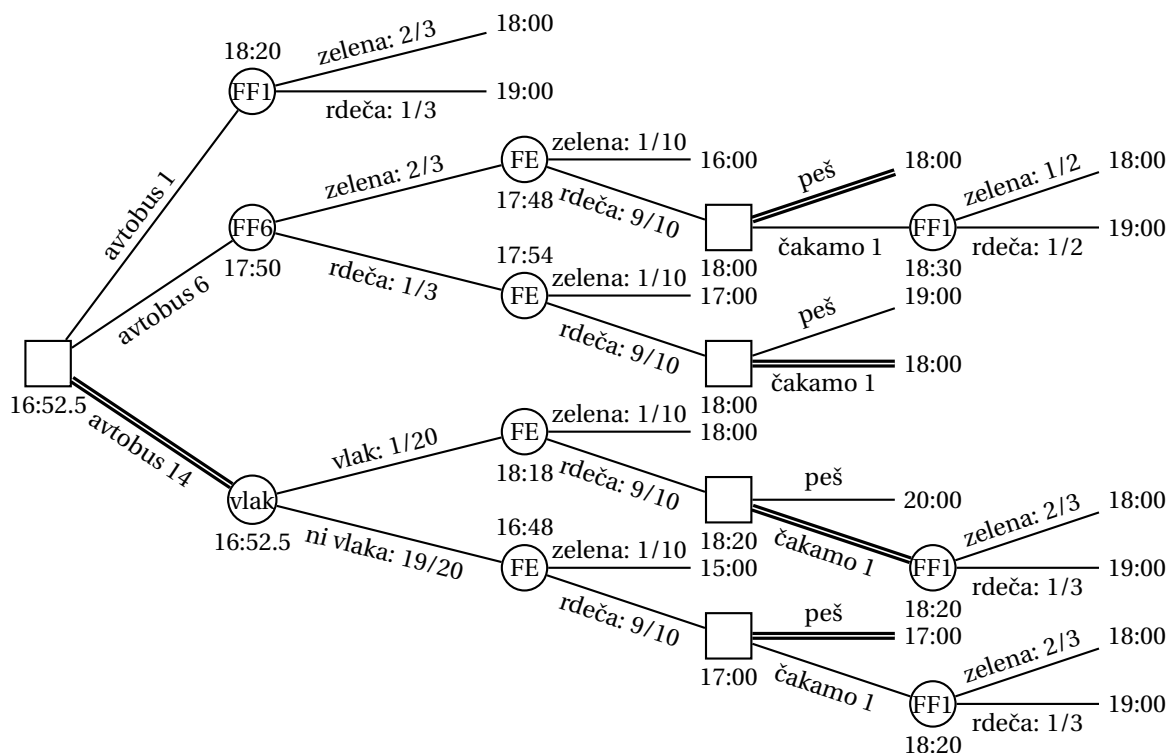 18:20
FF1
zelena: 2/3
18:00
rdeča: 1/3
19:00
avtobus 1
avtobus 6
avtobus 14
16:52.5
FF6
17:50
zelena: 2/3
rdeča: 1/3
FE
17:48
zelena: 1/10
16:00
rdeča: 9/10
18:00
peš
18:00
čakamo 1
FF1
18:30
zelena: 1/2
18:00
rdeča: 1/2
19:00
17:54
FE
zelena: 1/10
17:00
rdeča: 9/10
18:00
peš
19:00
čakamo 1
18:00
vlak
16:52.5
vlak: 1/20
ni vlaka: 19/20
FE
18:18
zelena: 1/10
18:00
rdeča: 9/10
18:20
peš
20:00
čakamo 1
FF1
18:20
zelena: 2/3
18:00
rdeča: 1/3
19:00
16:48
FE
zelena: 1/10
15:00
rdeča: 9/10
17:00
peš
17:00
čakamo 1
FF1
18:20
zelena: 2/3
18:00
rdeča: 1/3
19:00